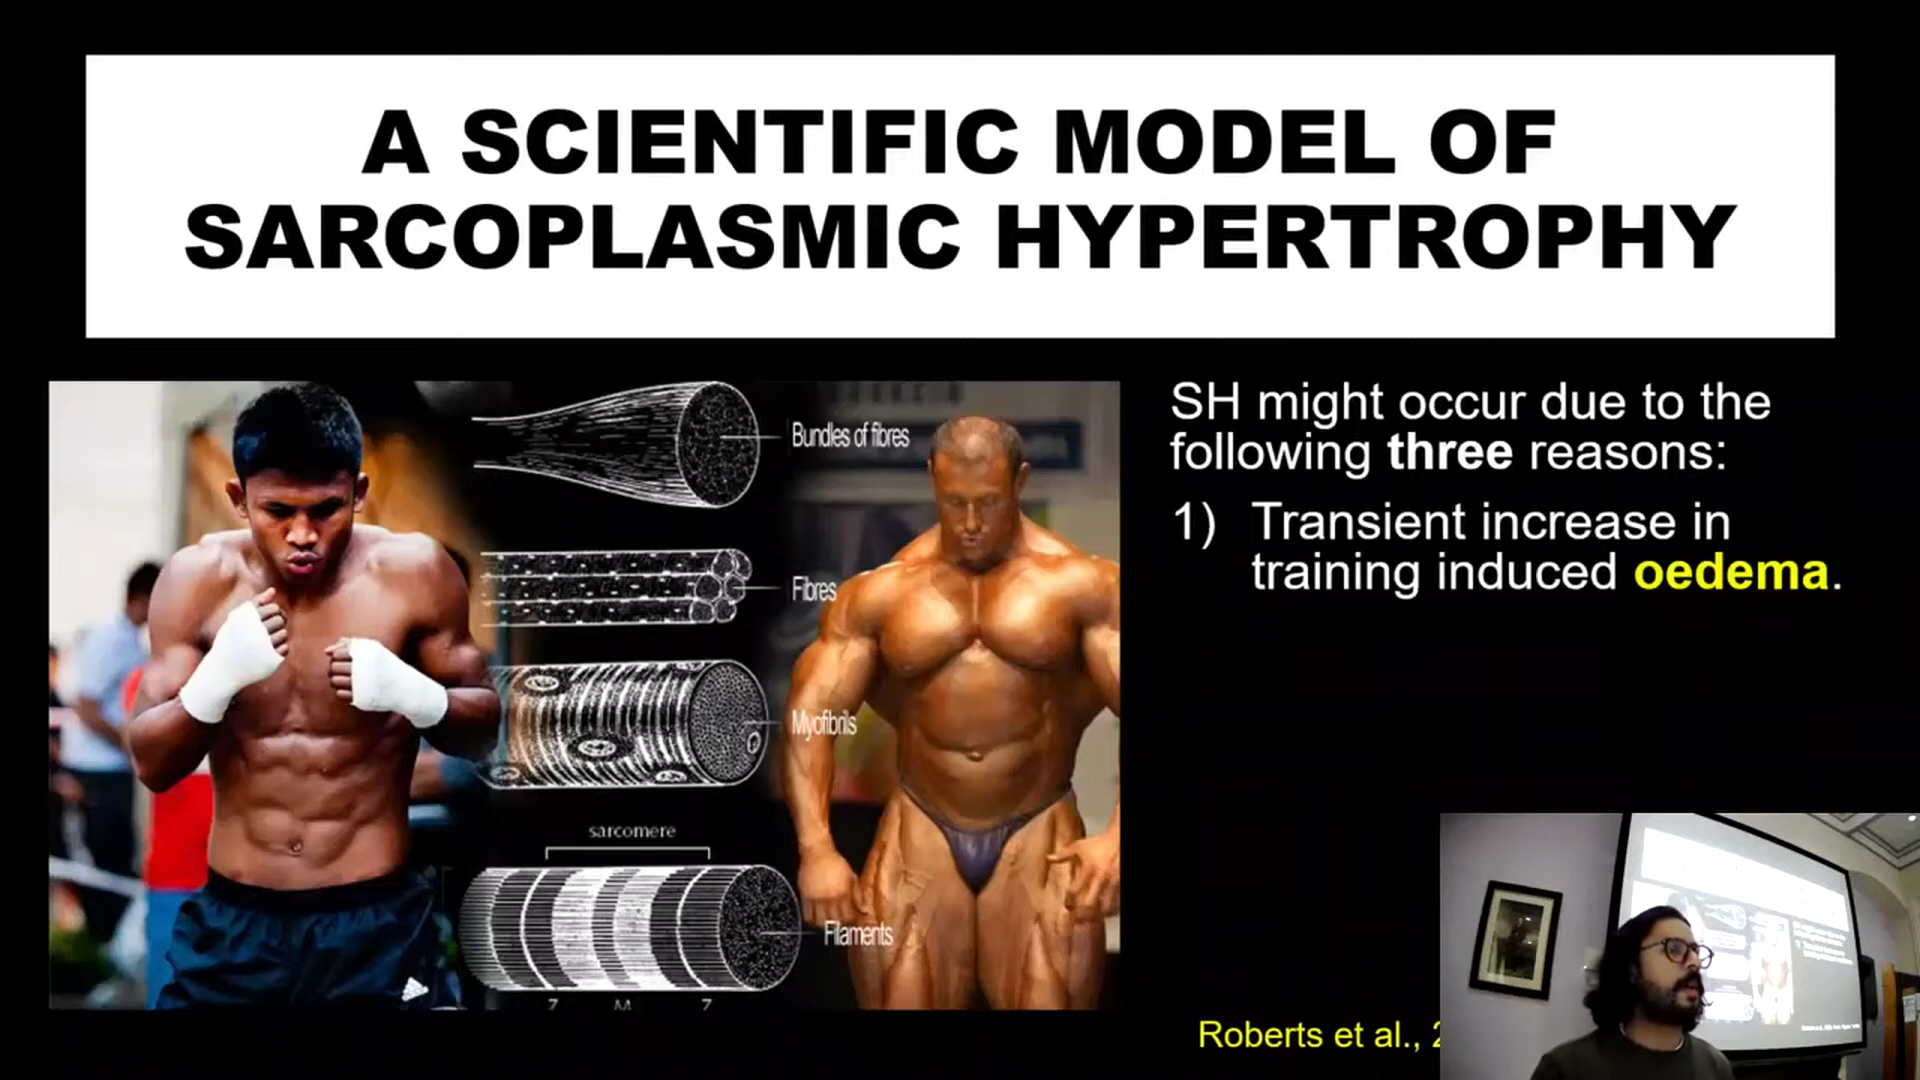 A SCIENTIFIC MODEL OF
SARCOPLASMIC HYPERTROPHY
Bundles of fibres
Fibres
Myofibrils
sarcomere
Filaments
Z M Z
SH might occur due to the
following three reasons:
1) Transient increase in
training induced oedema.
Roberts et al.,